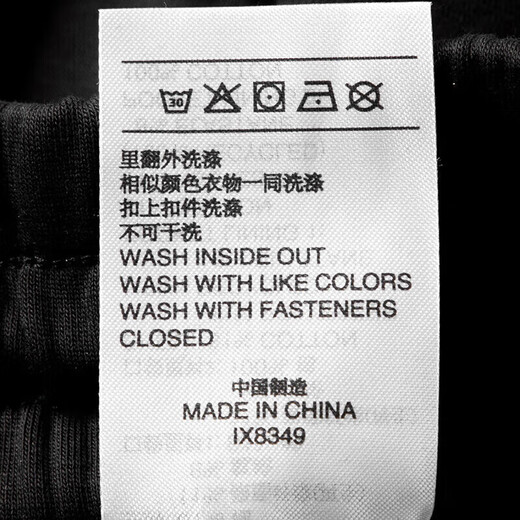 30
里翻外洗涤
相似颜色衣物一同洗涤
扣上扣件洗涤
不可干洗
WASH INSIDE OUT
WASH WITH LIKE COLORS
WASH WITH FASTENERS
CLOSED
中国制造
MADE IN CHINA
IX8349